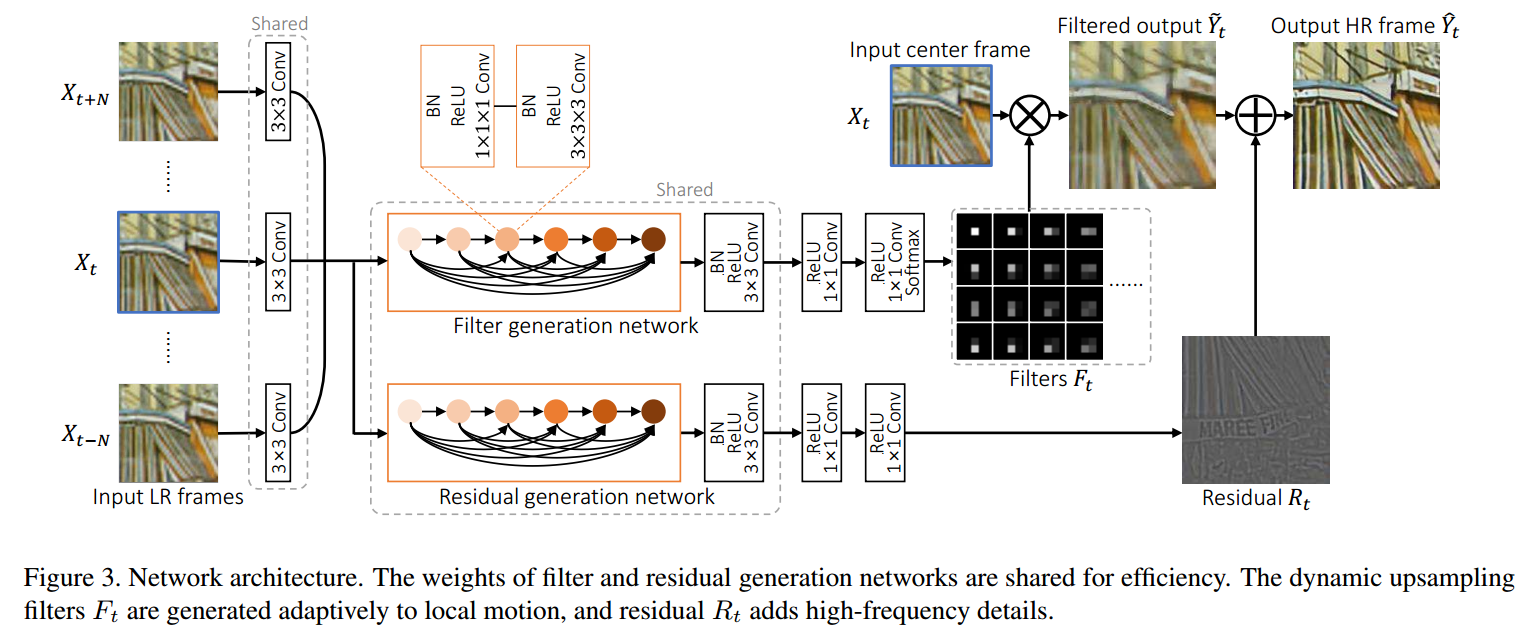 Shared
X_{t+N}
3×3 Conv
X_t
3×3 Conv
X_{t−N}
3×3 Conv
Input LR frames
BN
ReLU
1×1×1 Conv
BN
ReLU
3×3×3 Conv
Shared
Filter generation network
BN
ReLU
3×3 Conv
ReLU
1×1 Conv
ReLU
1×1 Conv
Softmax
Filters F_t
Residual generation network
BN
ReLU
3×3 Conv
ReLU
1×1 Conv
ReLU
1×1 Conv
Input center frame
X_t
Filtered output Ỹ_t
Output HR frame Ŷ_t
MAREE
Residual R_t
Figure 3. Network architecture. The weights of filter and residual generation networks are shared for efficiency. The dynamic upsampling
filters F_t are generated adaptively to local motion, and residual R_t adds high-frequency details.